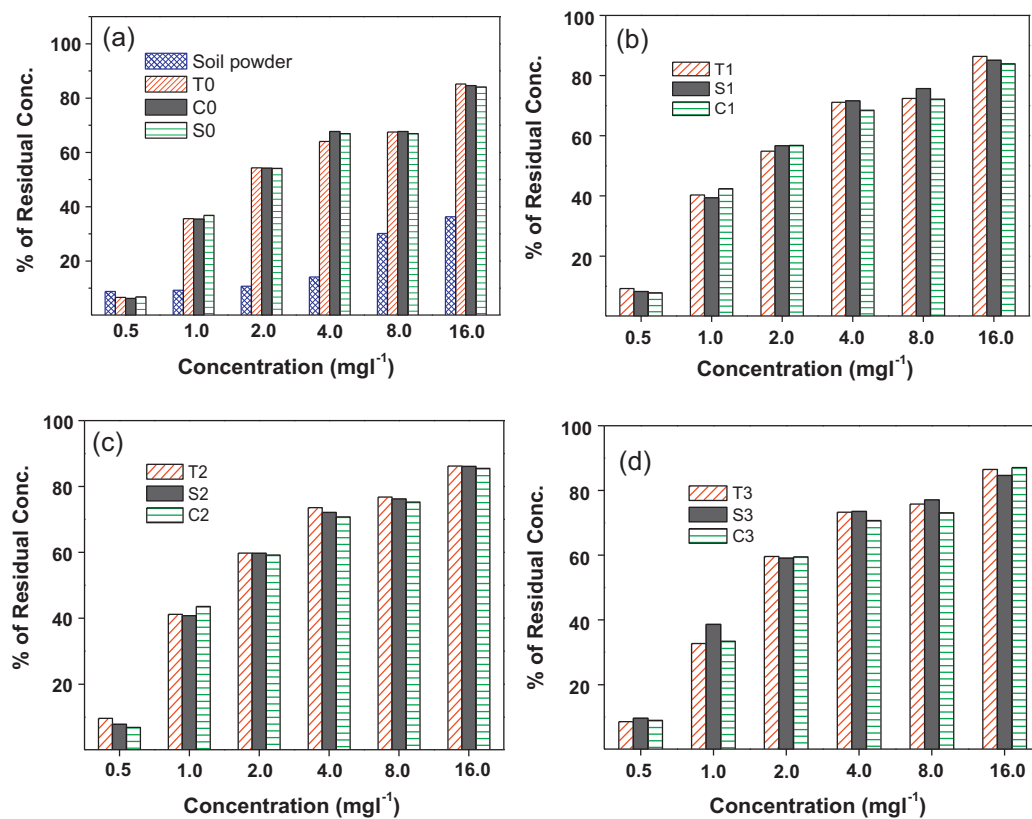 (a)
Soil powder
T0
C0
S0
100
80
60
40
20
% of Residual Conc.
0.5 1.0 2.0 4.0 8.0 16.0
Concentration (mgl⁻¹)
(b)
T1
S1
C1
100
80
60
40
20
% of Residual Conc.
0.5 1.0 2.0 4.0 8.0 16.0
Concentration (mgl⁻¹)
(c)
T2
S2
C2
100
80
60
40
20
% of Residual Conc.
0.5 1.0 2.0 4.0 8.0 16.0
Concentration (mgl⁻¹)
(d)
T3
S3
C3
100
80
60
40
20
% of Residual Conc.
0.5 1.0 2.0 4.0 8.0 16.0
Concentration (mgl⁻¹)